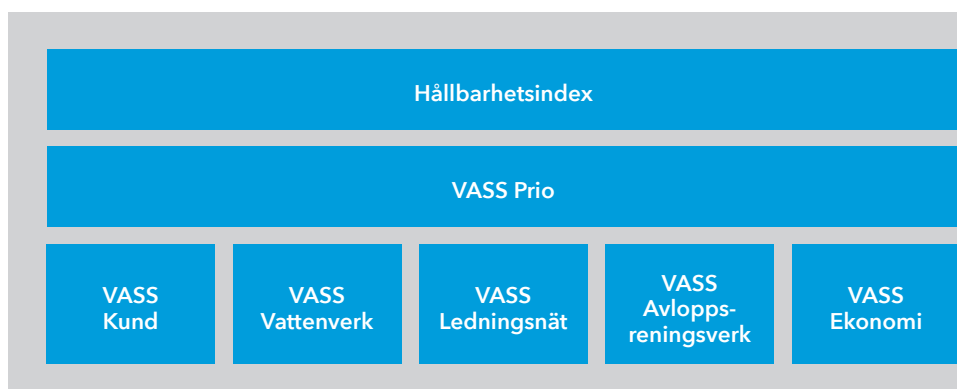 Hållbarhetsindex
VASS Prio
VASS
Kund
VASS
Vattenverk
VASS
Ledningsnät
VASS
Avlopps-
reningsverk
VASS
Ekonomi